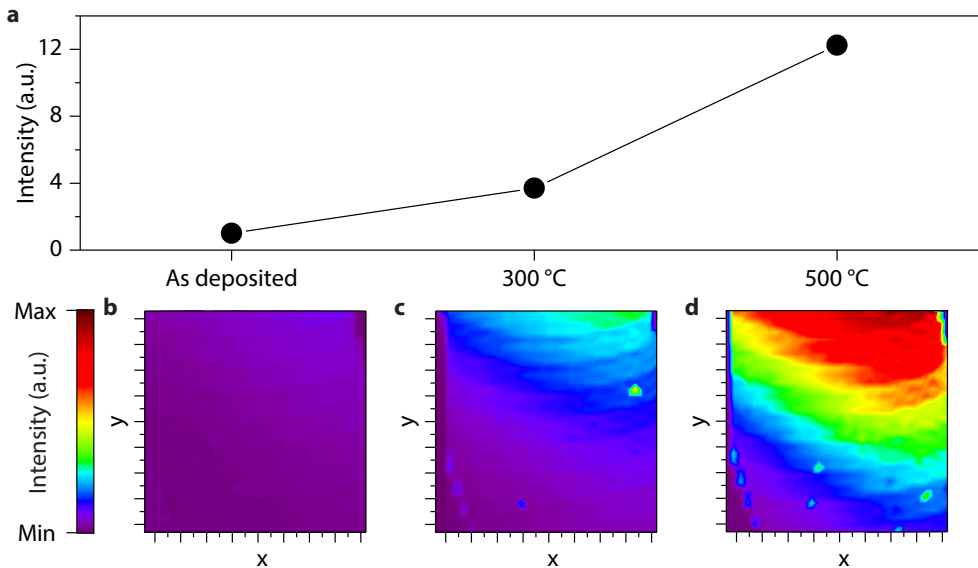 a
Intensity (a.u.)
12
8
4
0
As deposited 300 °C 500 °C
b c d
Max
Intensity (a.u.)
Min
y y y
x x x